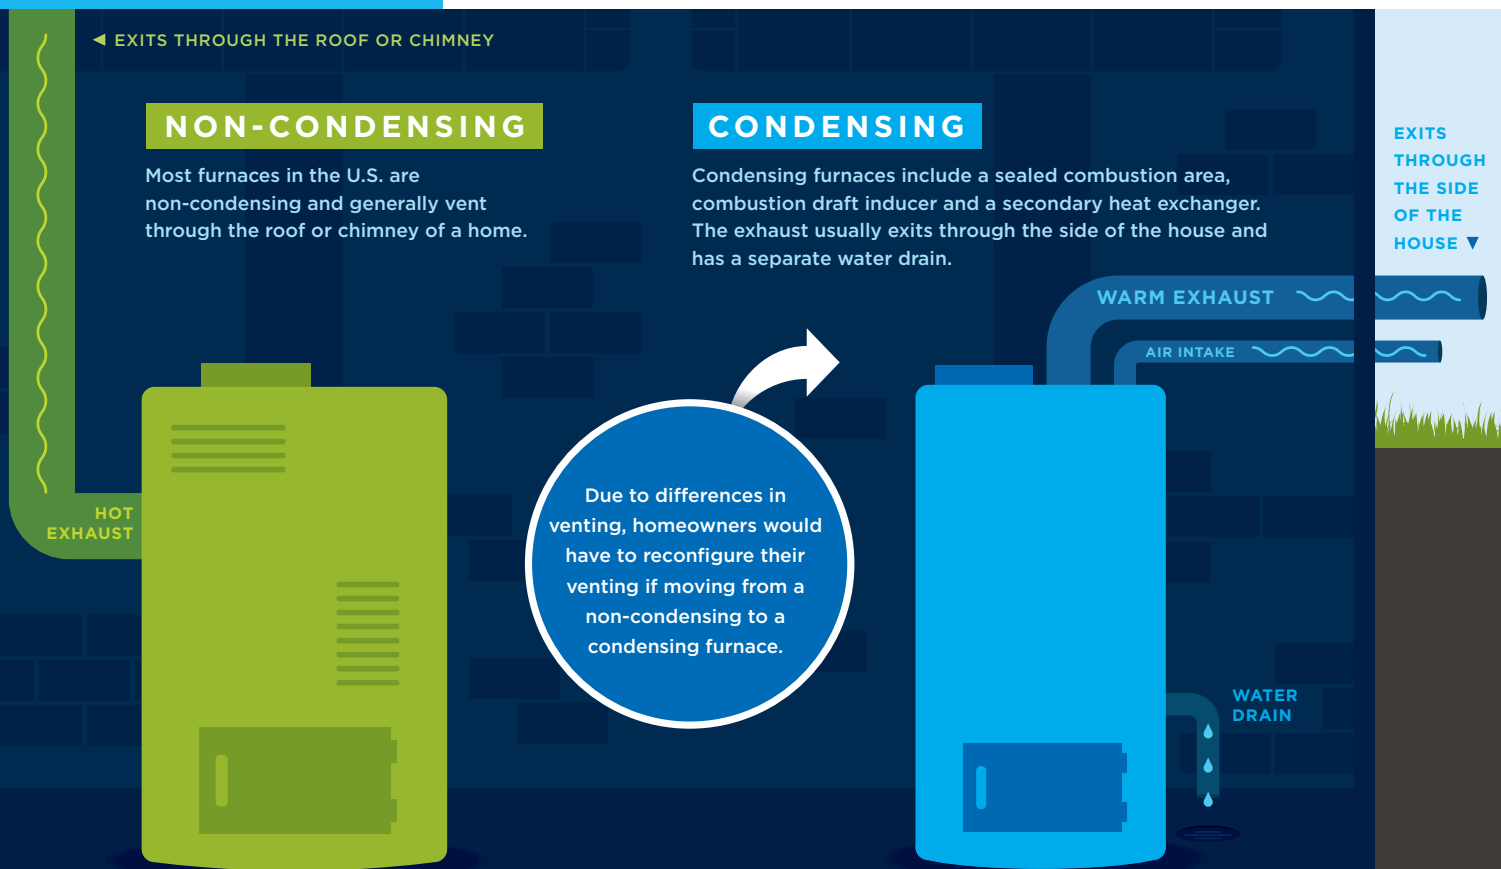 ◄ EXITS THROUGH THE ROOF OR CHIMNEY
NON-CONDENSING
Most furnaces in the U.S. are
non-condensing and generally vent
through the roof or chimney of a home.
HOT
EXHAUST
CONDENSING
Condensing furnaces include a sealed combustion area,
combustion draft inducer and a secondary heat exchanger.
The exhaust usually exits through the side of the house and
has a separate water drain.
EXITS
THROUGH
THE SIDE
OF THE
HOUSE ▼
WARM EXHAUST
AIR INTAKE
Due to differences in
venting, homeowners would
have to reconfigure their
venting if moving from a
non-condensing to a
condensing furnace.
WATER
DRAIN